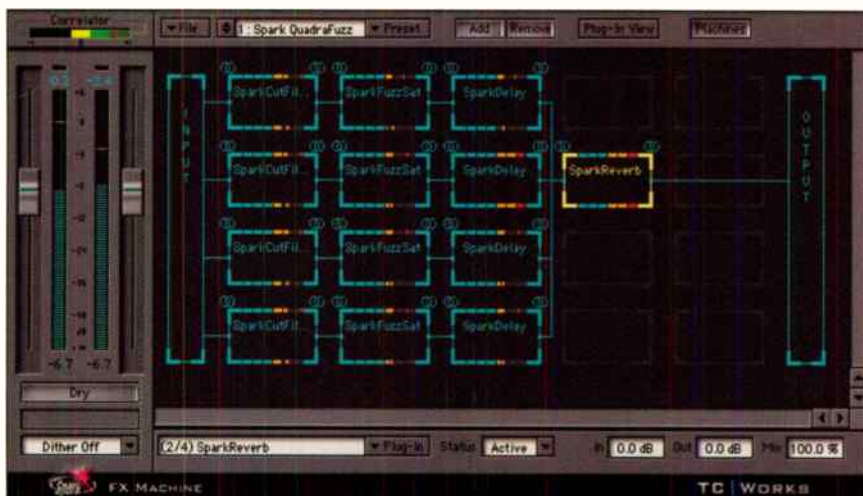 Correlator
File
1: Spark QuadraFuzz
Preset
Add
Remove
Plug-In View
Machines
INPUT
OUTPUT
SparkCutFil...
SparkFuzzSat
SparkDelay
SparkCutFil...
SparkFuzzSat
SparkDelay
SparkReverb
SparkCutFil...
SparkFuzzSat
SparkDelay
SparkCutFil...
SparkFuzzSat
SparkDelay
-6.7
-6.7
Dry
Dither Off
(2/4) SparkReverb
Plug-In
Status
Active
In
0.0 dB
Out
0.0 dB
Mix
100.0 %
Spark
FX MACHINE
TC | WORKS